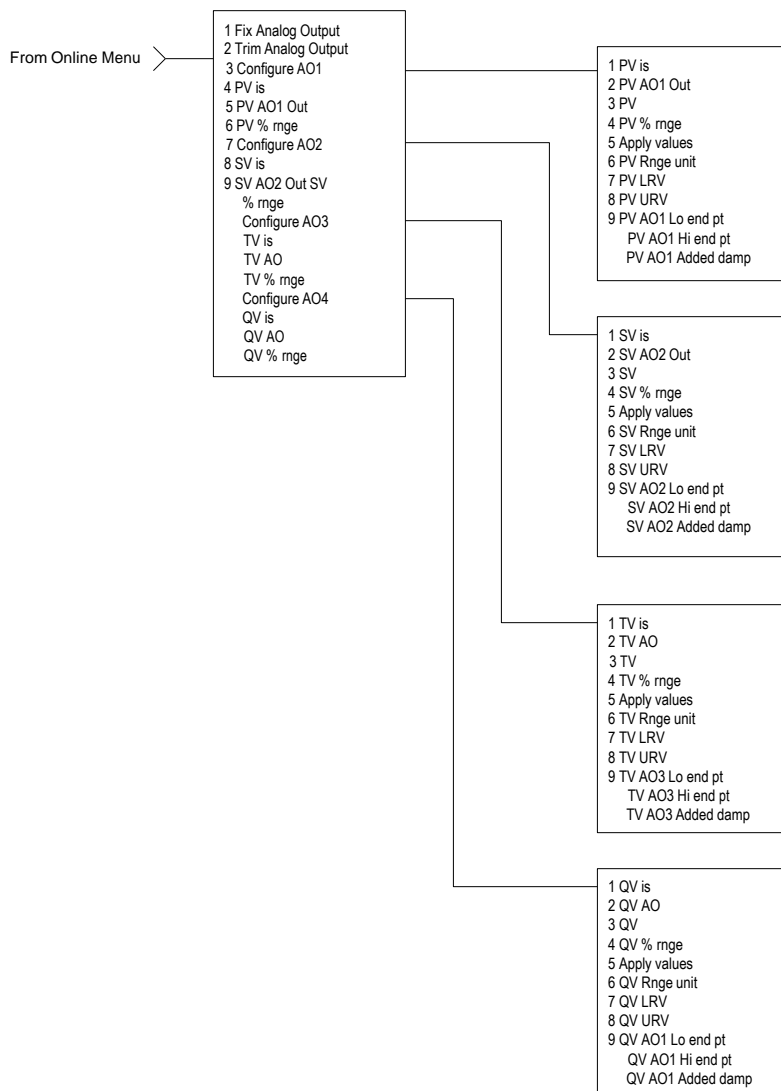 From Online Menu
1 Fix Analog Output
2 Trim Analog Output
3 Configure AO1
4 PV is
5 PV AO1 Out
6 PV % rnge
7 Configure AO2
8 SV is
9 SV AO2 Out SV
% rnge
Configure AO3
TV is
TV AO
TV % rnge
Configure AO4
QV is
QV AO
QV % rnge
1 PV is
2 PV AO1 Out
3 PV
4 PV % rnge
5 Apply values
6 PV Rnge unit
7 PV LRV
8 PV URV
9 PV AO1 Lo end pt
PV AO1 Hi end pt
PV AO1 Added damp
1 SV is
2 SV AO2 Out
3 SV
4 SV % rnge
5 Apply values
6 SV Rnge unit
7 SV LRV
8 SV URV
9 SV AO2 Lo end pt
SV AO2 Hi end pt
SV AO2 Added damp
1 TV is
2 TV AO
3 TV
4 TV % rnge
5 Apply values
6 TV Rnge unit
7 TV LRV
8 TV URV
9 TV AO3 Lo end pt
TV AO3 Hi end pt
TV AO3 Added damp
1 QV is
2 QV AO
3 QV
4 QV % rnge
5 Apply values
6 QV Rnge unit
7 QV LRV
8 QV URV
9 QV AO1 Lo end pt
QV AO1 Hi end pt
QV AO1 Added damp